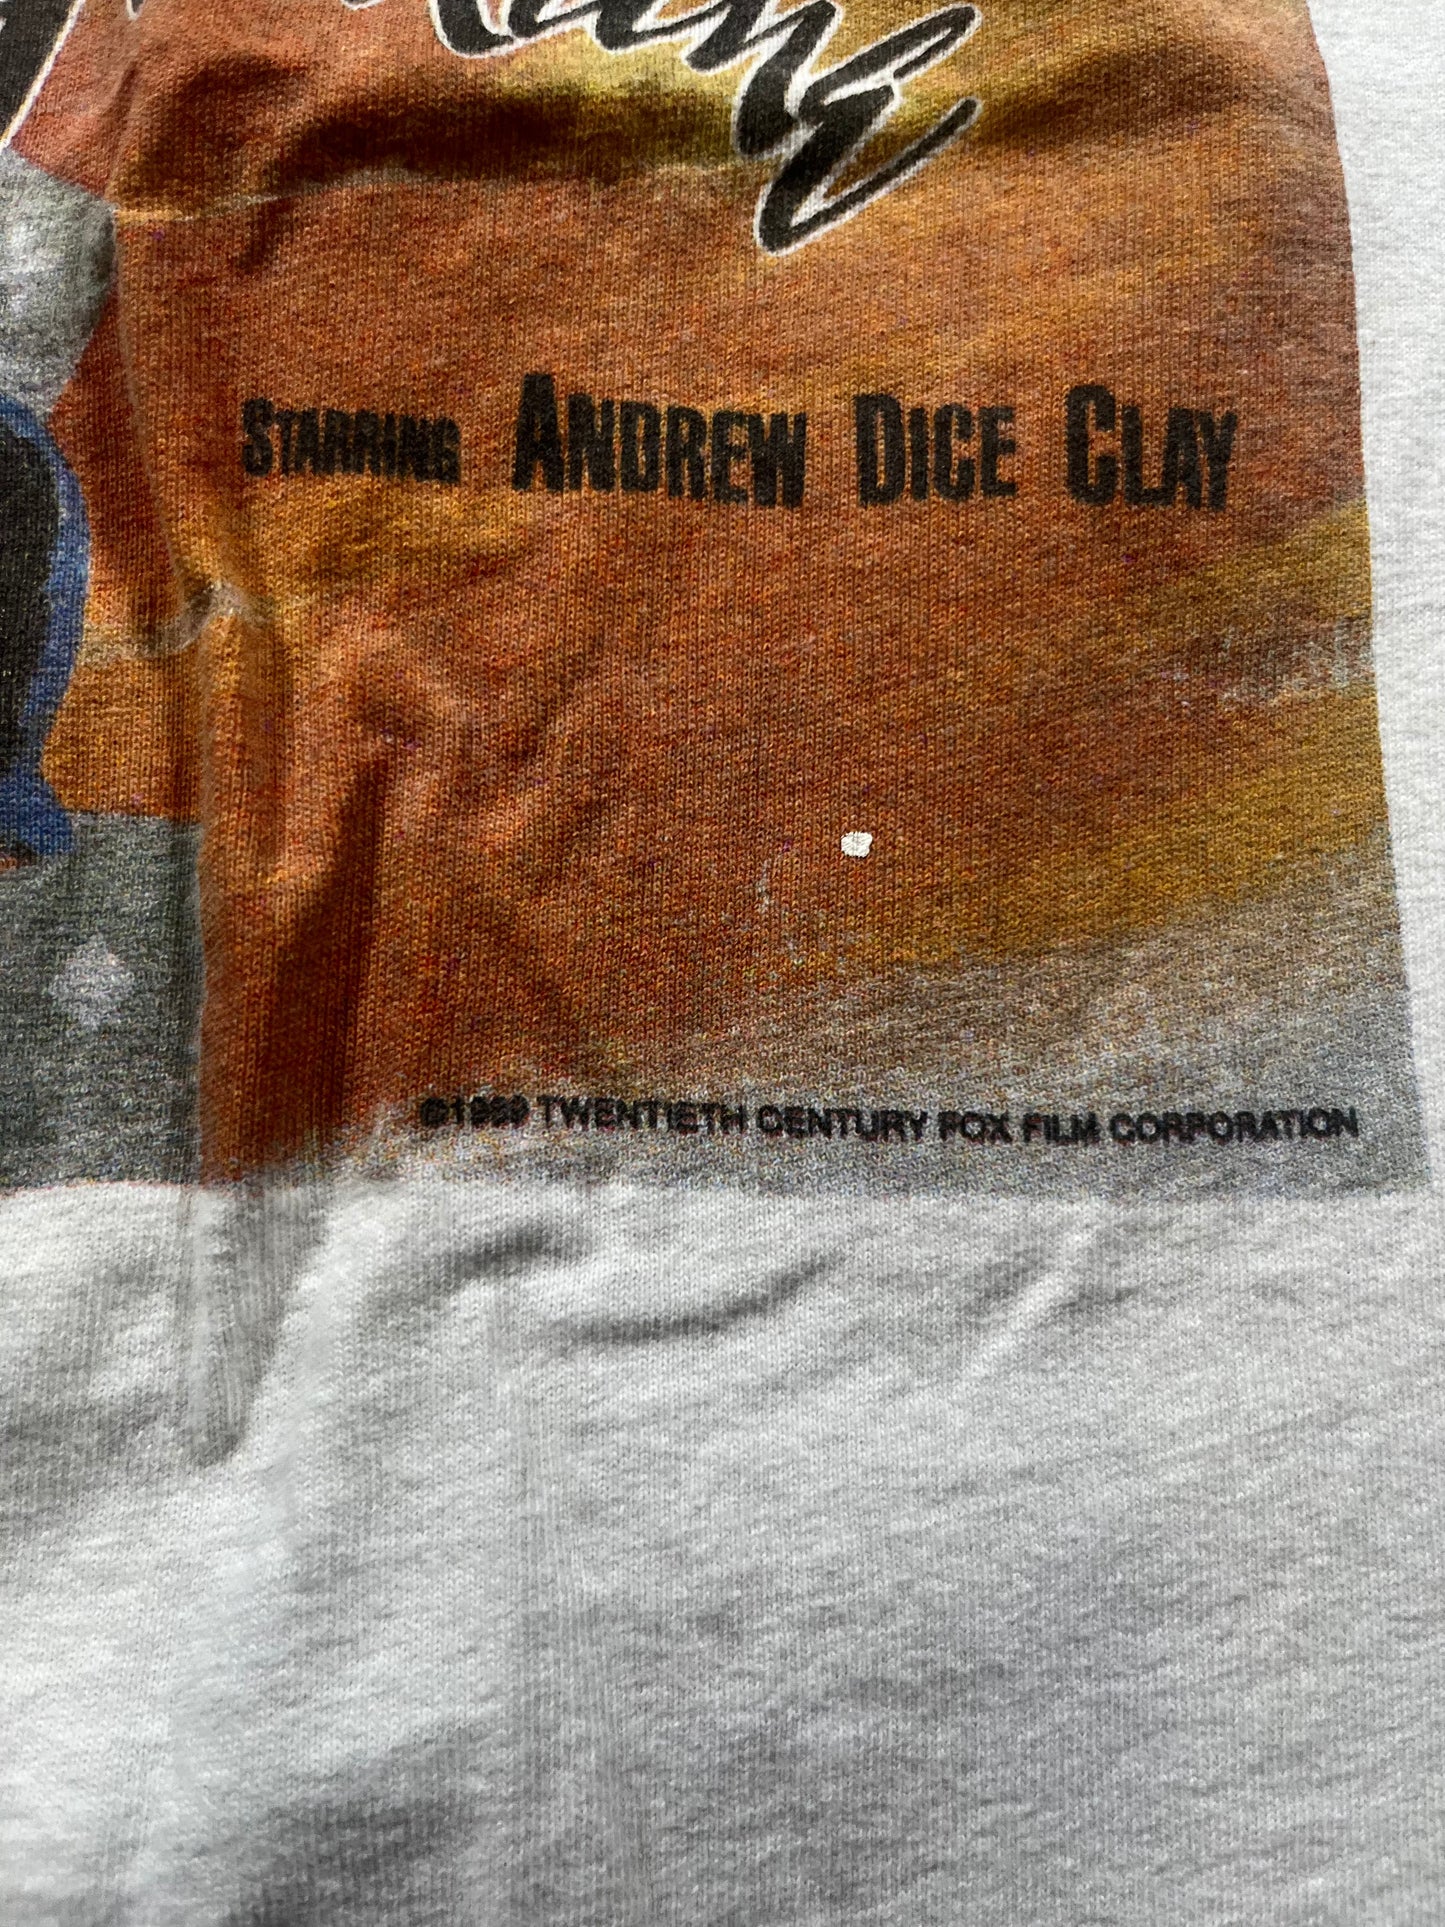 STARRING ANDREW DICE CLAY
©1989 TWENTIETH CENTURY FOX FILM CORPORATION